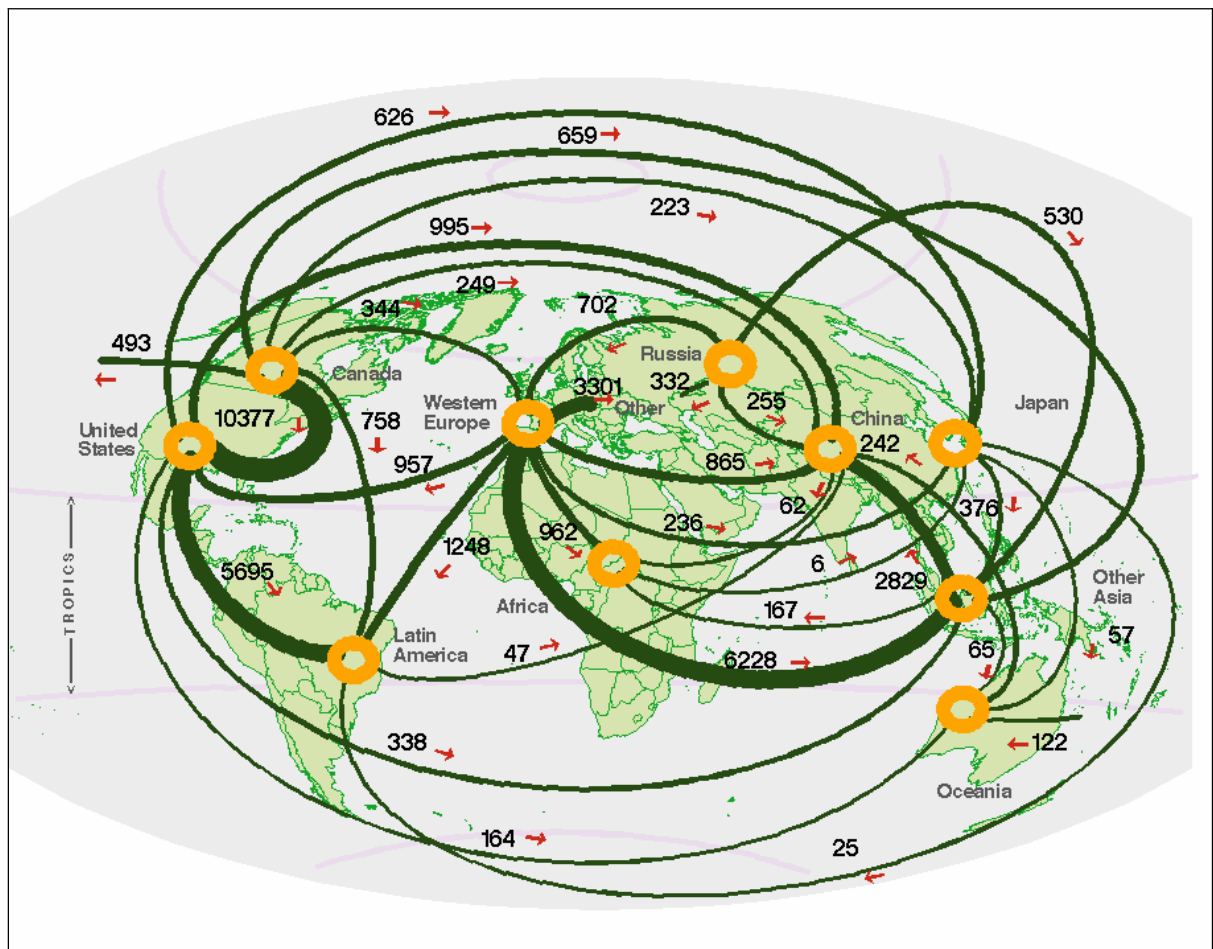 626
659
223
530
995
249
344
702
493
Russia
Canada
332
3301
Western
Europe
Other
255
China
Japan
10377
758
United
States
242
957
865
62
376
236
962
1248
6
2829
Other
Asia
TROPICS
5695
Africa
167
57
Latin
America
47
6228
65
338
122
Oceania
164
25